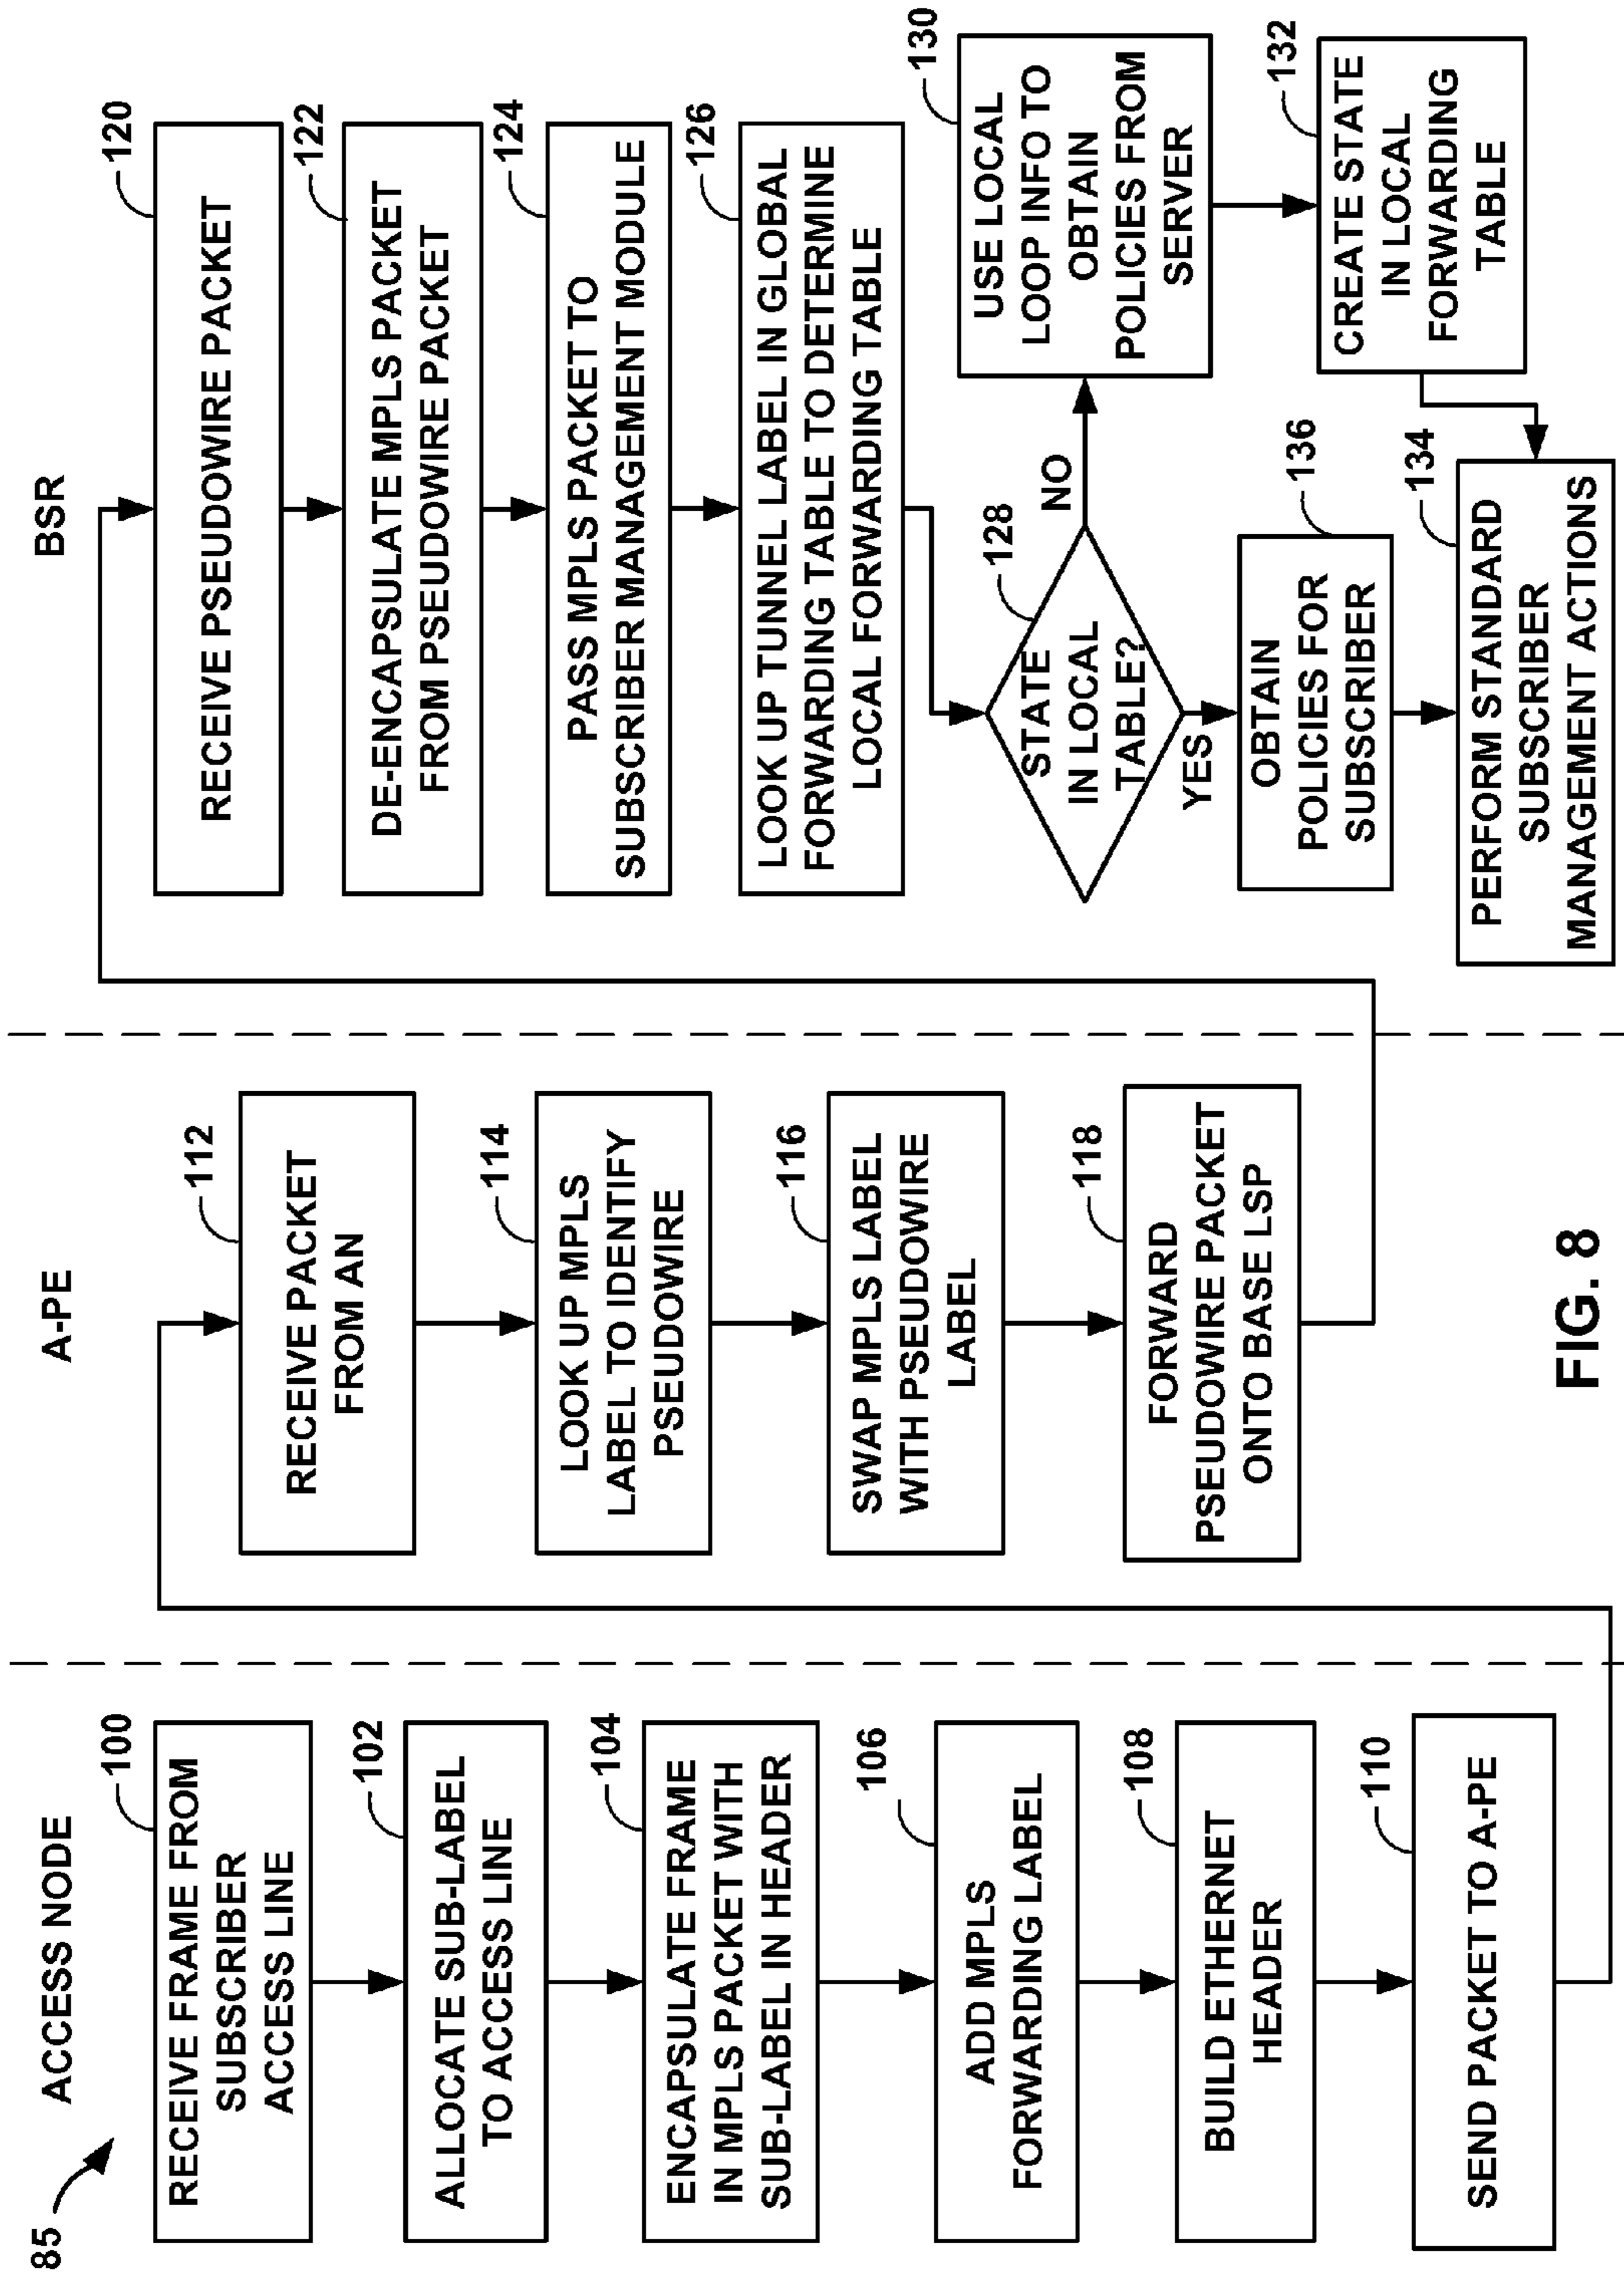 85
ACCESS NODE
100
RECEIVE FRAME FROM
SUBSCRIBER
ACCESS LINE
102
ALLOCATE SUB-LABEL
TO ACCESS LINE
104
ENCAPSULATE FRAME
IN MPLS PACKET WITH
SUB-LABEL IN HEADER
106
ADD MPLS
FORWARDING LABEL
108
BUILD ETHERNET
HEADER
110
SEND PACKET TO A-PE
A-PE
112
RECEIVE PACKET
FROM AN
114
LOOK UP MPLS
LABEL TO IDENTIFY
PSEUDOWIRE
116
SWAP MPLS LABEL
WITH PSEUDOWIRE
LABEL
118
FORWARD
PSEUDOWIRE PACKET
ONTO BASE LSP
BSR
120
RECEIVE PSEUDOWIRE PACKET
122
DE-ENCAPSULATE MPLS PACKET
FROM PSEUDOWIRE PACKET
124
PASS MPLS PACKET TO
SUBSCRIBER MANAGEMENT MODULE
126
LOOK UP TUNNEL LABEL IN GLOBAL
FORWARDING TABLE TO DETERMINE
LOCAL FORWARDING TABLE
128
STATE
IN LOCAL
TABLE?
NO
YES
130
USE LOCAL
LOOP INFO TO
OBTAIN
POLICIES FROM
SERVER
132
CREATE STATE
IN LOCAL
FORWARDING
TABLE
136
OBTAIN
POLICIES FOR
SUBSCRIBER
134
PERFORM STANDARD
SUBSCRIBER
MANAGEMENT ACTIONS
FIG. 8